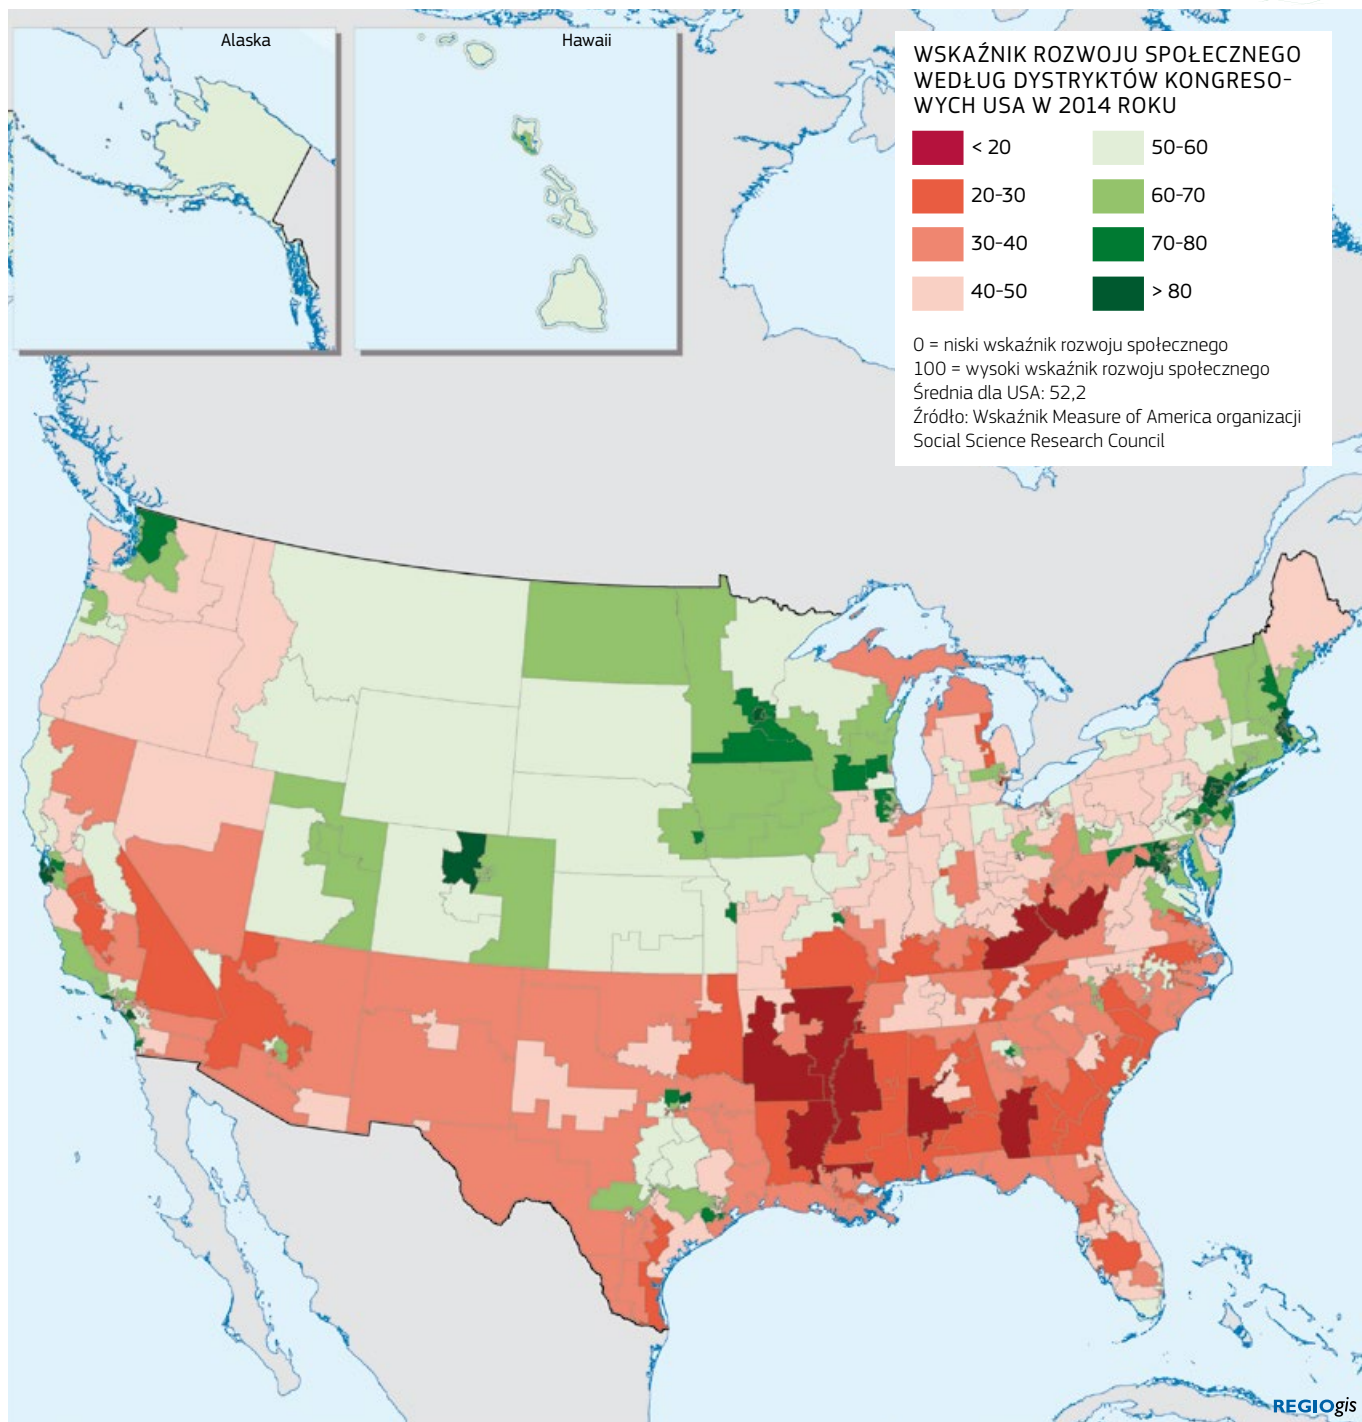 Alaska
Hawaii
WSKAŹNIK ROZWOJU SPOŁECZNEGO
WEDŁUG DYSTRYKTÓW KONGRESO-
WYCH USA W 2014 ROKU
< 20
50-60
20-30
60-70
30-40
70-80
40-50
> 80
0 = niski wskaźnik rozwoju społecznego
100 = wysoki wskaźnik rozwoju społecznego
Średnia dla USA: 52,2
Źródło: Wskaźnik Measure of America organizacji
Social Science Research Council
REGIOgis